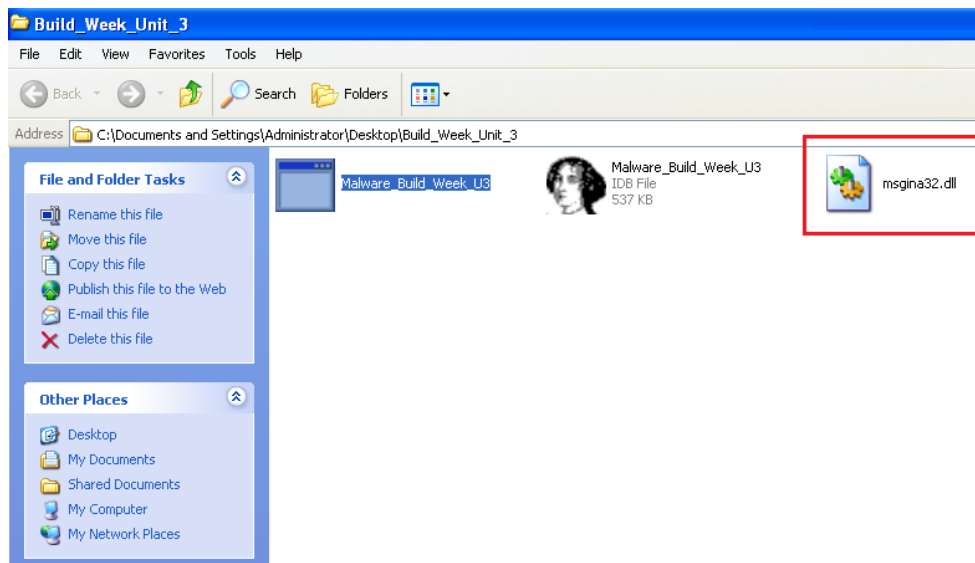 Build_Week_Unit_3
File Edit View Favorites Tools Help
Back Search Folders
Address C:\Documents and Settings\Administrator\Desktop\Build_Week_Unit_3
File and Folder Tasks
Rename this file
Move this file
Copy this file
Publish this file to the Web
E-mail this file
Delete this file
Other Places
Desktop
My Documents
Shared Documents
My Computer
My Network Places
Malware_Build_Week_U3
Malware_Build_Week_U3
IDB File
537 KB
msgina32.dll